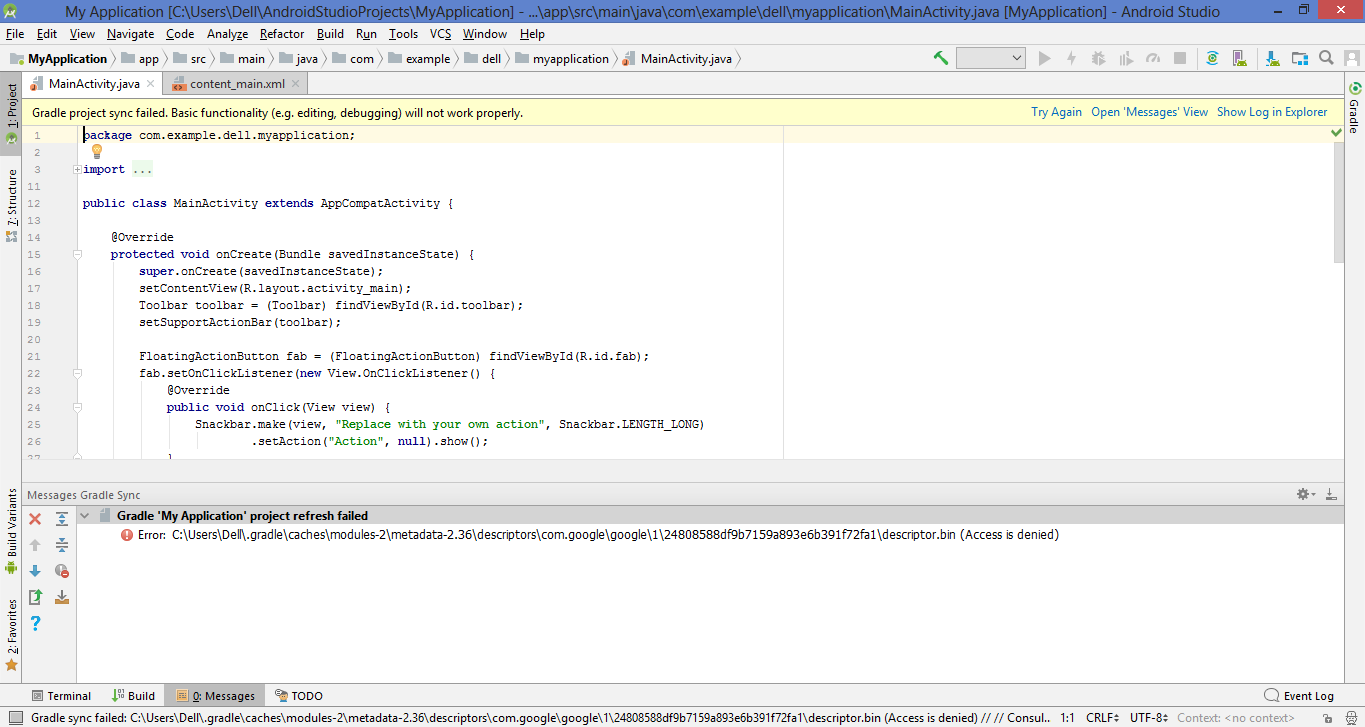 My Application [C:\Users\Dell\AndroidStudioProjects\MyApplication] - ...\app\src\main\java\com\example\dell\myapplication\MainActivity.java [MyApplication] - Android Studio
File Edit View Navigate Code Analyze Refactor Build Run Tools VCS Window Help
MyApplication app src main java com example dell myapplication MainActivity.java
MainActivity.java content_main.xml
1: Project
7: Structure
Build Variants
2: Favorites
Gradle
Gradle project sync failed. Basic functionality (e.g. editing, debugging) will not work properly. Try Again Open 'Messages' View Show Log in Explorer
1 package com.example.dell.myapplication;
2
3 import ...
11
12 public class MainActivity extends AppCompatActivity {
13
14 @Override
15 protected void onCreate(Bundle savedInstanceState) {
16 super.onCreate(savedInstanceState);
17 setContentView(R.layout.activity_main);
18 Toolbar toolbar = (Toolbar) findViewById(R.id.toolbar);
19 setSupportActionBar(toolbar);
20
21 FloatingActionButton fab = (FloatingActionButton) findViewById(R.id.fab);
22 fab.setOnClickListener(new View.OnClickListener() {
23 @Override
24 public void onClick(View view) {
25 Snackbar.make(view, "Replace with your own action", Snackbar.LENGTH_LONG)
26 .setAction("Action", null).show();
27 }
Messages Gradle Sync
Gradle 'My Application' project refresh failed
Error: C:\Users\Dell\.gradle\caches\modules-2\metadata-2.36\descriptors\com.google\google\1\24808588df9b7159a893e6b391f72fa1\descriptor.bin (Access is denied)
Terminal Build 0: Messages TODO Event Log
Gradle sync failed: C:\Users\Dell\.gradle\caches\modules-2\metadata-2.36\descriptors\com.google\google\1\24808588df9b7159a893e6b391f72fa1\descriptor.bin (Access is denied) // // Consul.. 1:1 CRLF UTF-8 Context: <no context>